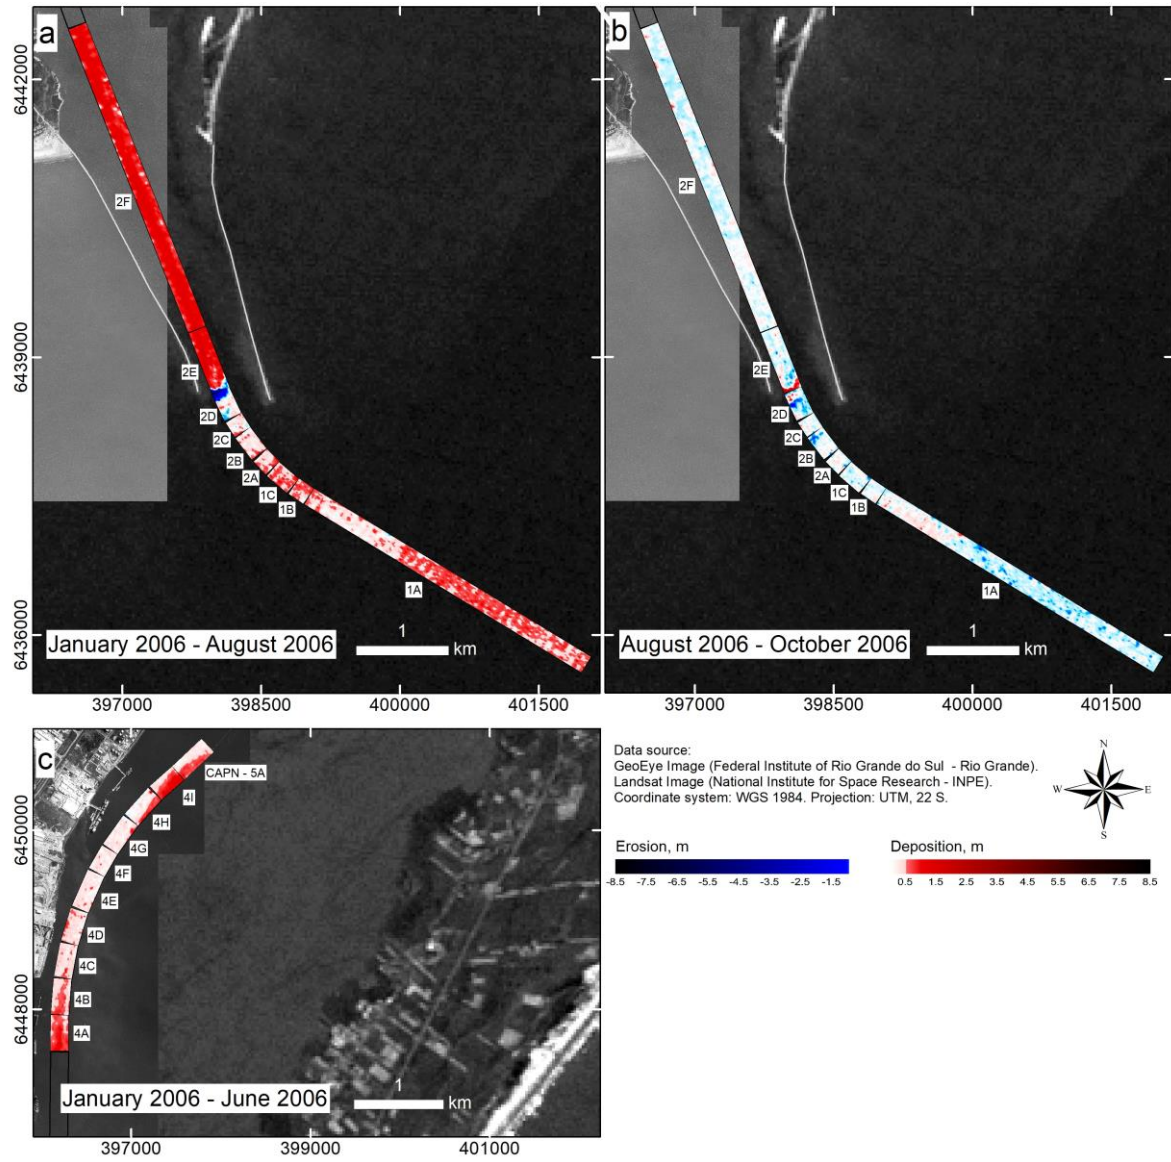 a
6442000
6439000
6436000
2F
2E
2D
2C
2B
2A
1C
1B
1A
January 2006 - August 2006
1
km
397000
398500
400000
401500
b
2F
2E
2D
2C
2B
2A
1C
1B
1A
August 2006 - October 2006
1
km
397000
398500
400000
401500
c
6450000
6448000
CAPN - 5A
4I
4H
4G
4F
4E
4D
4C
4B
4A
January 2006 - June 2006
1
km
397000
399000
401000
Data source:
GeoEye Image (Federal Institute of Rio Grande do Sul - Rio Grande).
Landsat Image (National Institute for Space Research - INPE).
Coordinate system: WGS 1984. Projection: UTM, 22 S.
N
W E
S
Erosion, m
-8.5 -7.5 -6.5 -5.5 -4.5 -3.5 -2.5 -1.5
Deposition, m
0.5 1.5 2.5 3.5 4.5 5.5 6.5 7.5 8.5